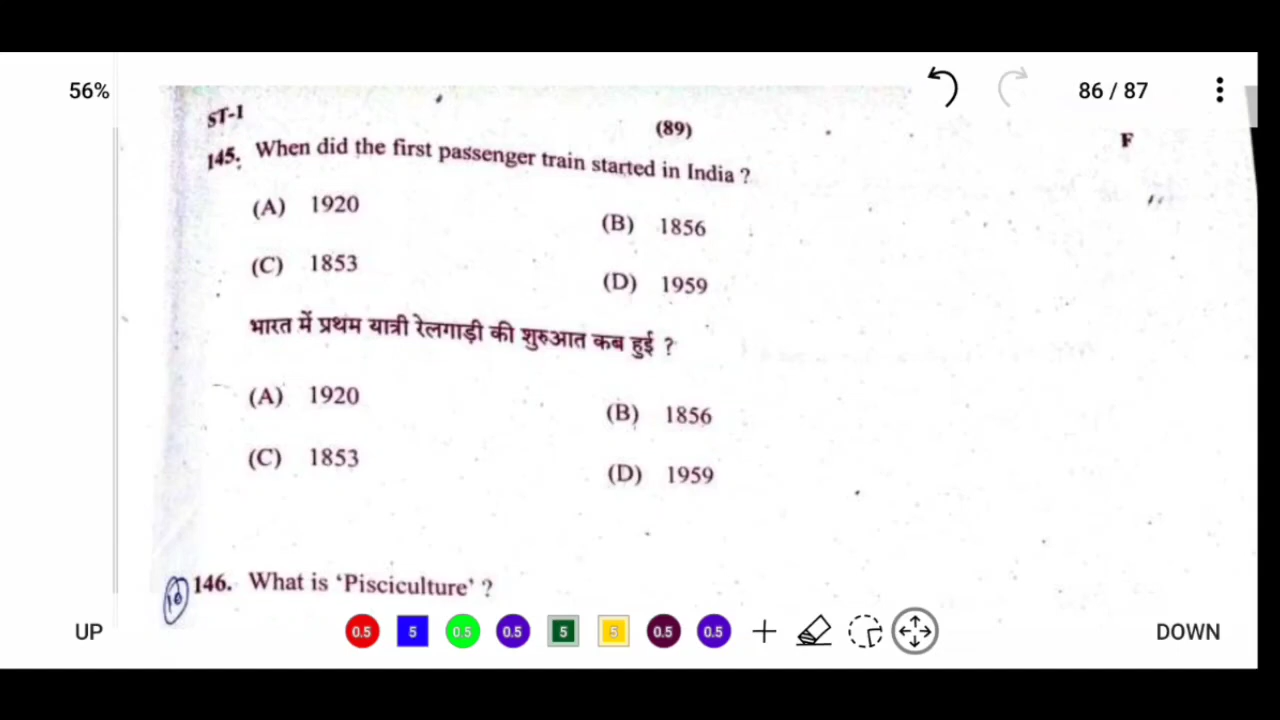 56%
86 / 87
ST-I
(89)
F
145. When did the first passenger train started in India ?
(A) 1920
(B) 1856
(C) 1853
(D) 1959
भारत में प्रथम यात्री रेलगाड़ी की शुरुआत कब हुई ?
(A) 1920
(B) 1856
(C) 1853
(D) 1959
10 146. What is ‘Pisciculture’ ?
UP
0.5 5 0.5 0.5 5 5 0.5 0.5
DOWN